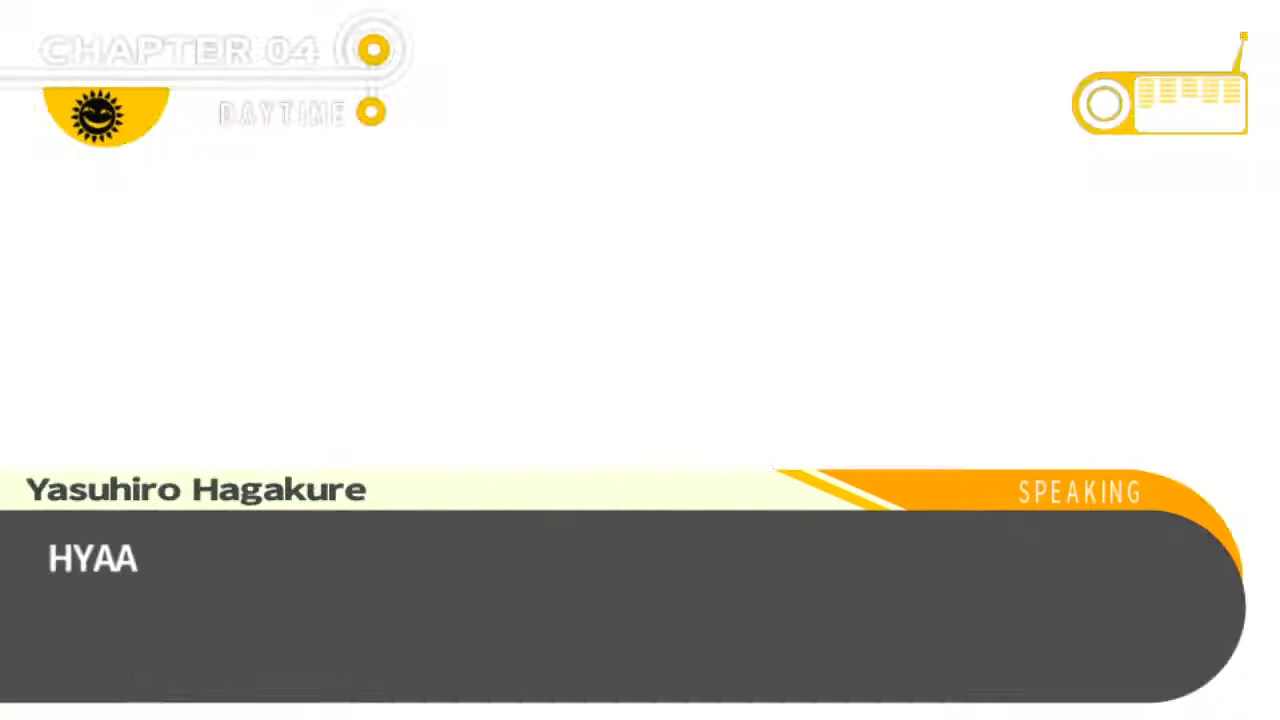 CHAPTER 04
DAYTIME
Yasuhiro Hagakure
SPEAKING
HYAA